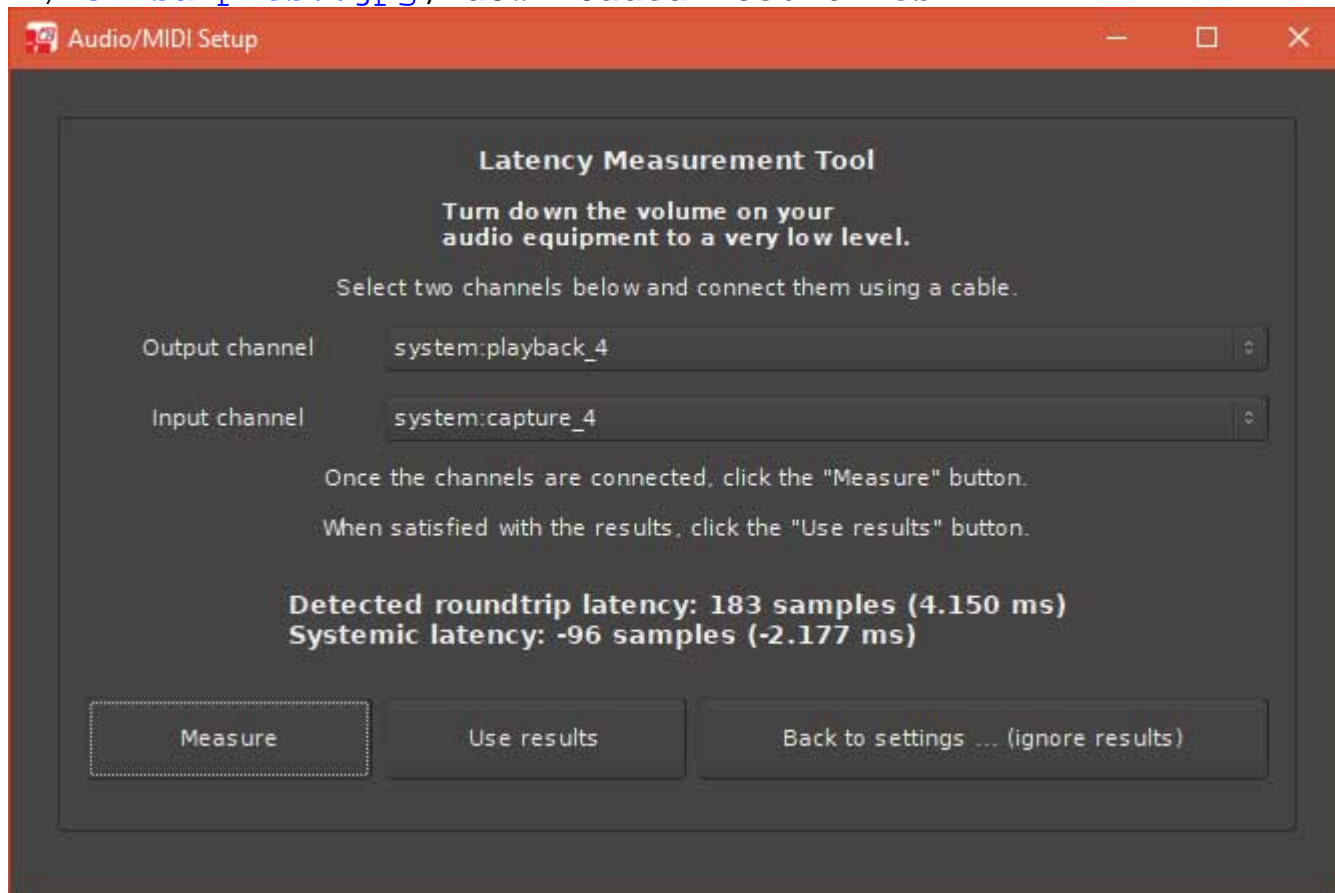 Audio/MIDI Setup
Latency Measurement Tool
Turn down the volume on your
audio equipment to a very low level.
Select two channels below and connect them using a cable.
Output channel system:playback_4
Input channel system:capture_4
Once the channels are connected, click the "Measure" button.
When satisfied with the results, click the "Use results" button.
Detected roundtrip latency: 183 samples (4.150 ms)
Systemic latency: -96 samples (-2.177 ms)
Measure Use results Back to settings ... (ignore results)